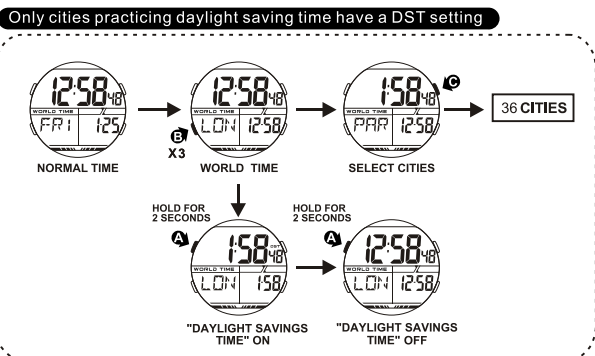 Only cities practicing daylight saving time have a DST setting
12:58 48
WORLD TIME
FRI 1.25
NORMAL TIME
B
X3
12:58 48
WORLD TIME
LON 12:58
WORLD TIME
C
1:58 48
WORLD TIME
PAR 12:58
SELECT CITIES
36 CITIES
HOLD FOR
2 SECONDS
A
1:58 DST 48
WORLD TIME
LON 1:58
"DAYLIGHT SAVINGS
TIME" ON
HOLD FOR
2 SECONDS
A
12:58 48
WORLD TIME
LON 12:58
"DAYLIGHT SAVINGS
TIME" OFF